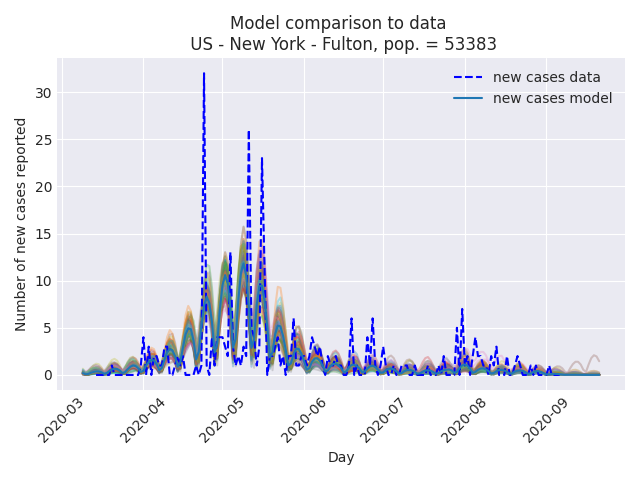 Model comparison to data
US - New York - Fulton, pop. = 53383
new cases data
new cases model
Number of new cases reported
30
25
20
15
10
5
0
2020-03
2020-04
2020-05
2020-06
2020-07
2020-08
2020-09
Day